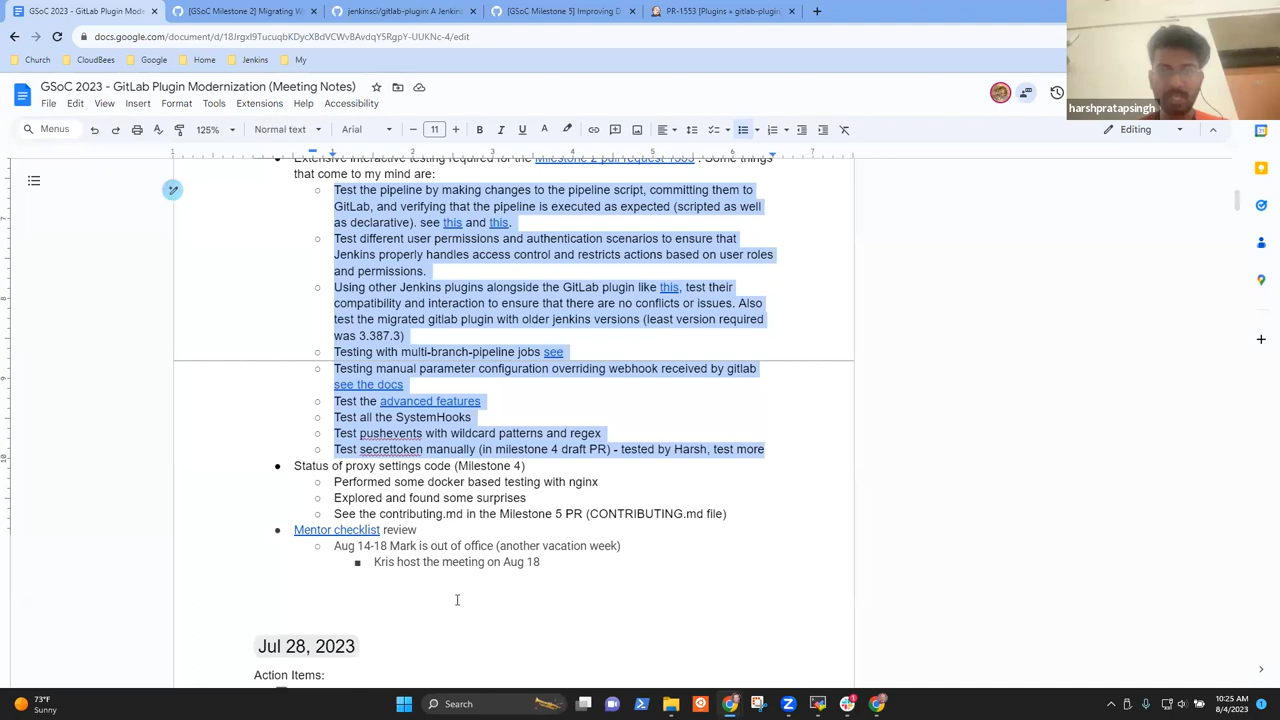 GSoC 2023 - GitLab Plugin Mode
[GSoC Milestone 2] Migrating W
jenkinsci/gitlab-plugin: A Jenkin
[GSoC Milestone 5] Improving D
PR-1553 [Plugins » gitlab-plugin]
docs.google.com/document/d/18JrgxI9TucuqbKDycXBdVCWvBAvdqY5RgpY-UUKNc-4/edit
Church
CloudBees
Google
Home
Jenkins
My
GSoC 2023 - GitLab Plugin Modernization (Meeting Notes)
File Edit View Insert Format Tools Extensions Help Accessibility
harshpratapsingh
Menus
125%
Normal text
Arial
11
Editing
that come to my mind are:
Test the pipeline by making changes to the pipeline script, committing them to
GitLab, and verifying that the pipeline is executed as expected (scripted as well
as declarative). see this and this.
Test different user permissions and authentication scenarios to ensure that
Jenkins properly handles access control and restricts actions based on user roles
and permissions.
Using other Jenkins plugins alongside the GitLab plugin like this, test their
compatibility and interaction to ensure that there are no conflicts or issues. Also
test the migrated gitlab plugin with older jenkins versions (least version required
was 3.387.3)
Testing with multi-branch-pipeline jobs see
Testing manual parameter configuration overriding webhook received by gitlab
see the docs
Test the advanced features
Test all the SystemHooks
Test pushevents with wildcard patterns and regex
Test secrettoken manually (in milestone 4 draft PR) - tested by Harsh, test more
Status of proxy settings code (Milestone 4)
Performed some docker based testing with nginx
Explored and found some surprises
See the contributing.md in the Milestone 5 PR (CONTRIBUTING.md file)
Mentor checklist review
Aug 14-18 Mark is out of office (another vacation week)
Kris host the meeting on Aug 18
Jul 28, 2023
Action Items:
73°F
Sunny
Search
10:25 AM
8/4/2023